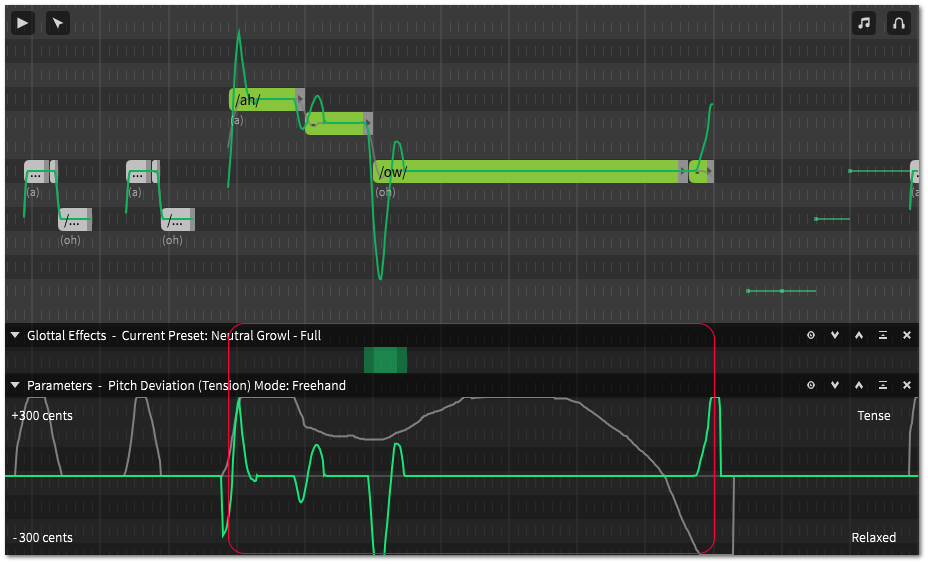 /ah/
(a)
-
... ...
/ow/
-
(a) (a) (oh) (a
/... /...
(oh) (oh)
Glottal Effects - Current Preset: Neutral Growl - Full
Parameters - Pitch Deviation (Tension) Mode: Freehand
+300 cents Tense
-300 cents Relaxed